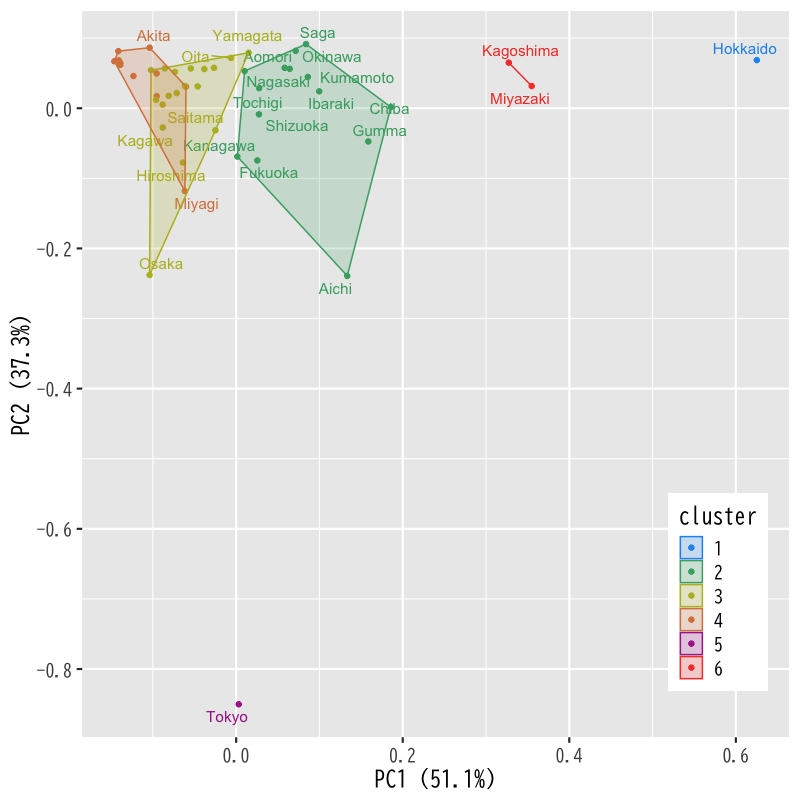 Akita
Yamagata
Saga
Oita
Aomori
Okinawa
Nagasaki
Kumamoto
Tochigi
Ibaraki
Chiba
Saitama
Shizuoka
Gumma
Kagawa
Kanagawa
Hiroshima
Fukuoka
Miyagi
Osaka
Aichi
Kagoshima
Miyazaki
Hokkaido
Tokyo
0.0
−0.2
−0.4
−0.6
−0.8
PC2 (37.3%)
0.0
0.2
0.4
0.6
PC1 (51.1%)
cluster
1
2
3
4
5
6